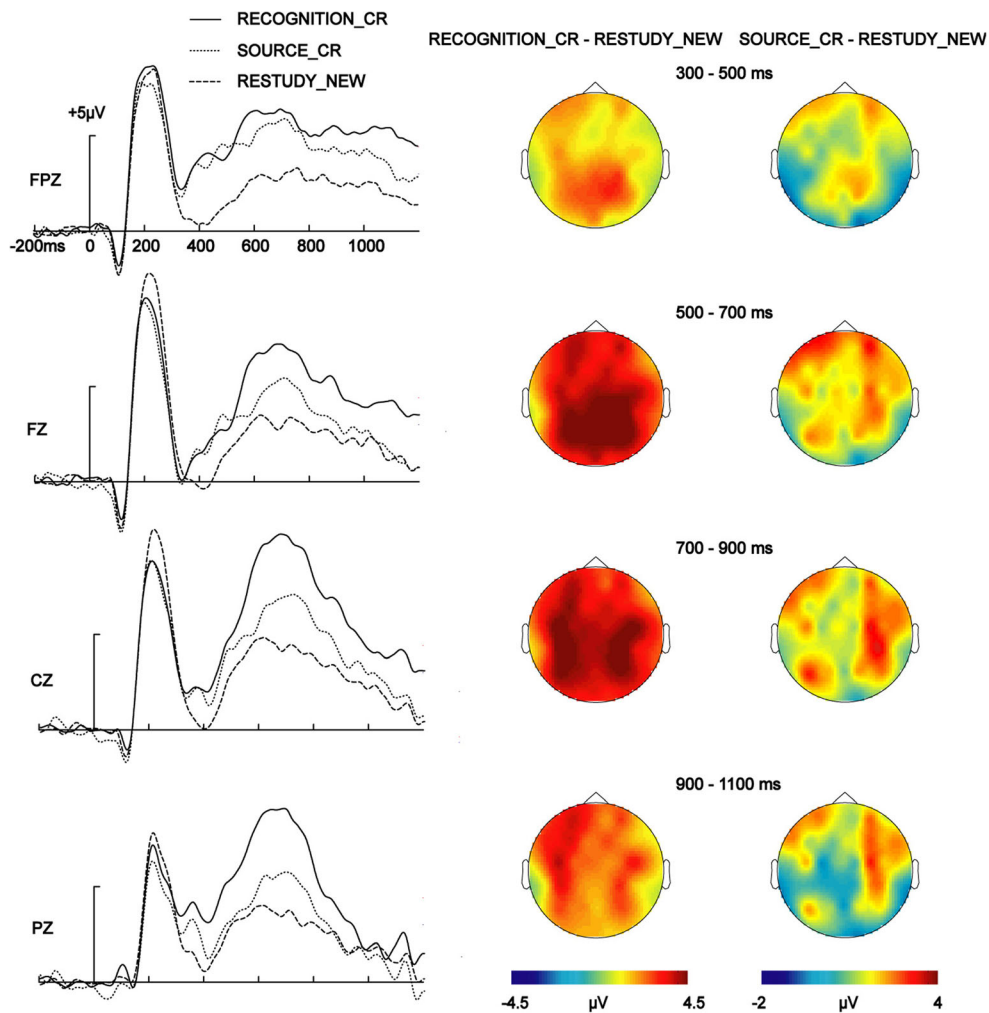 RECOGNITION_CR
SOURCE_CR
RESTUDY_NEW
RECOGNITION_CR - RESTUDY_NEW SOURCE_CR - RESTUDY_NEW
300 - 500 ms
+5µV
FPZ
-200ms 0 200 400 600 800 1000
500 - 700 ms
FZ
700 - 900 ms
CZ
900 - 1100 ms
PZ
-4.5 µV 4.5 -2 µV 4